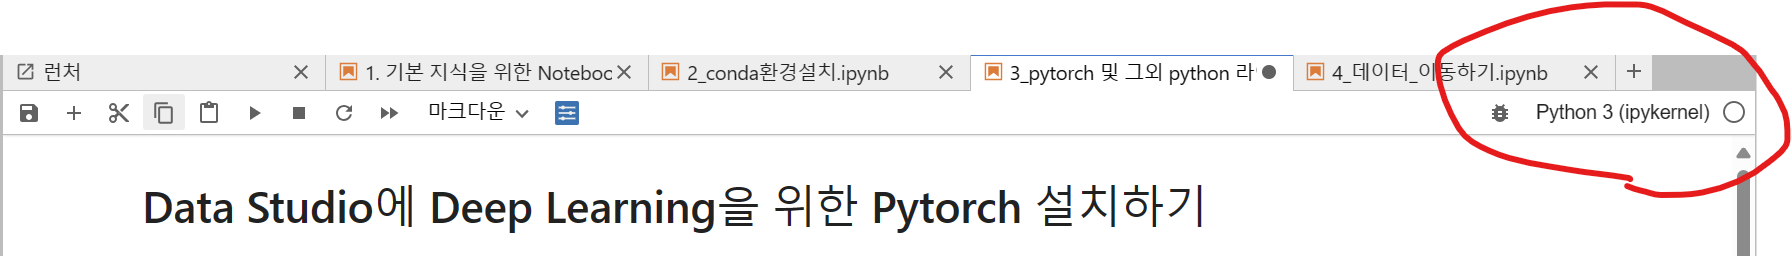 런처
1. 기본 지식을 위한 Noteboc
2_conda환경설치.ipynb
3_pytorch 및 그외 python 라
4_데이터_이동하기.ipynb
마크다운
Python 3 (ipykernel)
Data Studio에 Deep Learning을 위한 Pytorch 설치하기